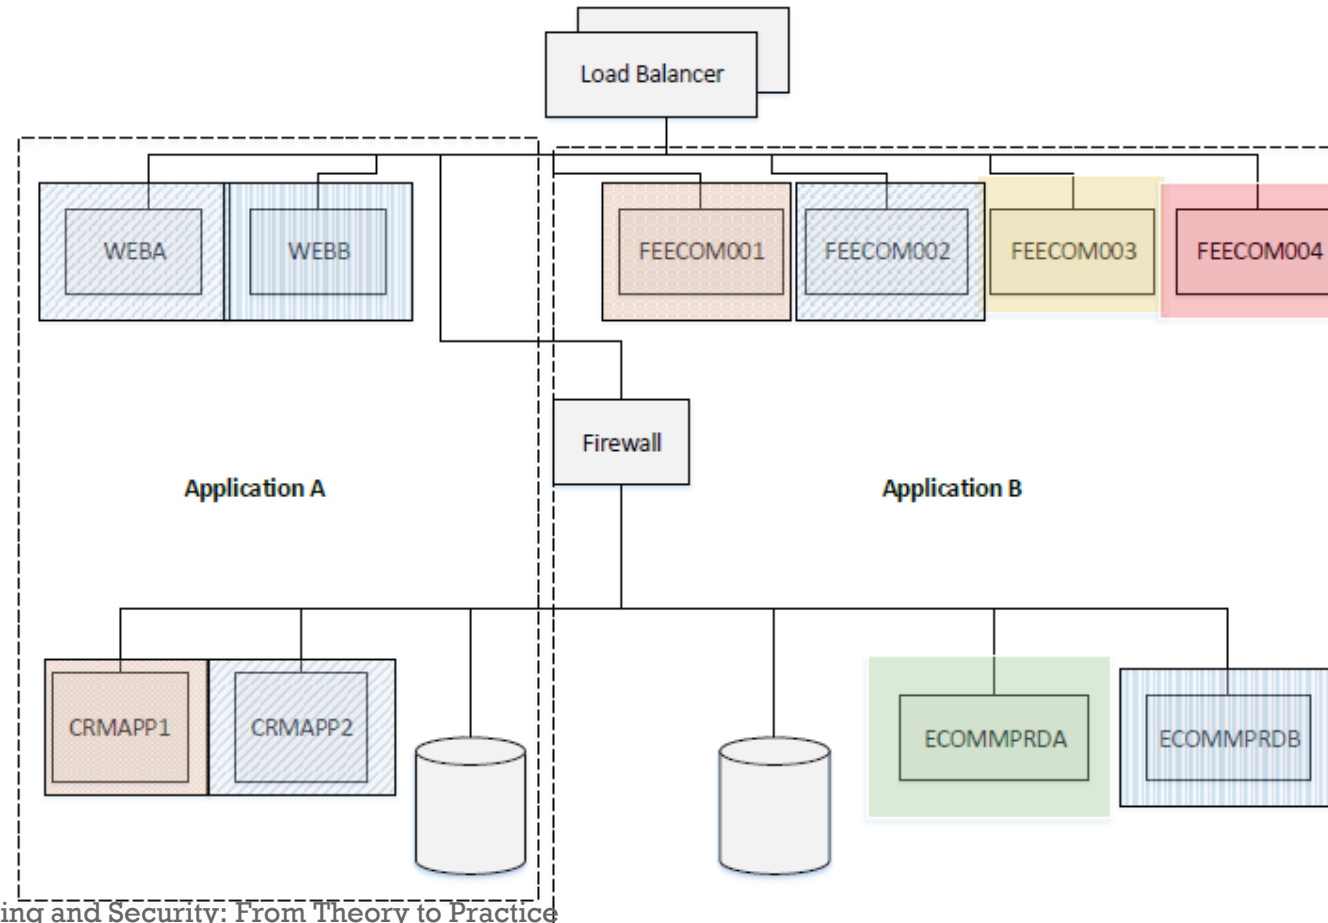 Load Balancer
WEBA
WEBB
FEECOM001
FEECOM002
FEECOM003
FEECOM004
Firewall
Application A
Application B
CRMAPP1
CRMAPP2
ECOMMPRDA
ECOMMPRDB
ing and Security: From Theory to Practice